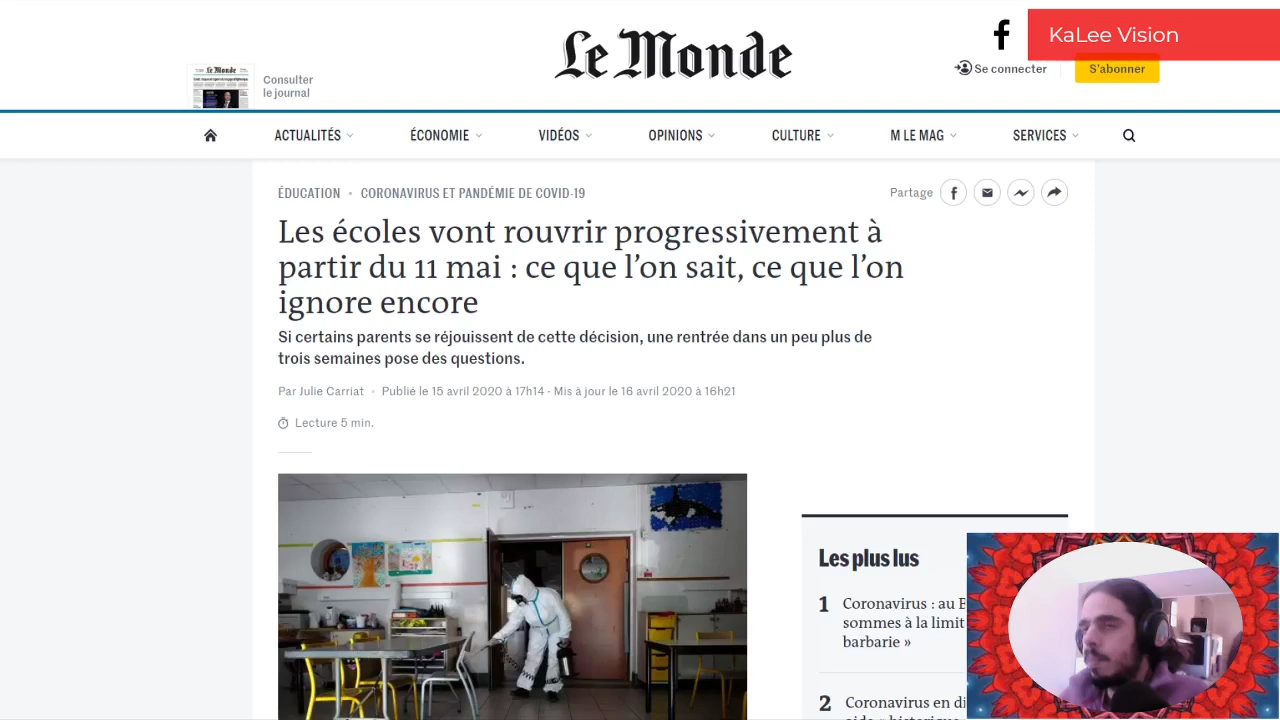 KaLee Vision
Le Monde
Consulter
le journal
Le Monde
Se connecter
S'abonner
ACTUALITÉS
ÉCONOMIE
VIDÉOS
OPINIONS
CULTURE
M LE MAG
SERVICES
ÉDUCATION • CORONAVIRUS ET PANDÉMIE DE COVID-19
Partage
Les écoles vont rouvrir progressivement à
partir du 11 mai : ce que l’on sait, ce que l’on
ignore encore
Si certains parents se réjouissent de cette décision, une rentrée dans un peu plus de
trois semaines pose des questions.
Par Julie Carriat • Publié le 15 avril 2020 à 17h14 - Mis à jour le 16 avril 2020 à 16h21
Lecture 5 min.
Les plus lus
1 Coronavirus : au
sommes à la limit
barbarie »
2 Coronavirus en di